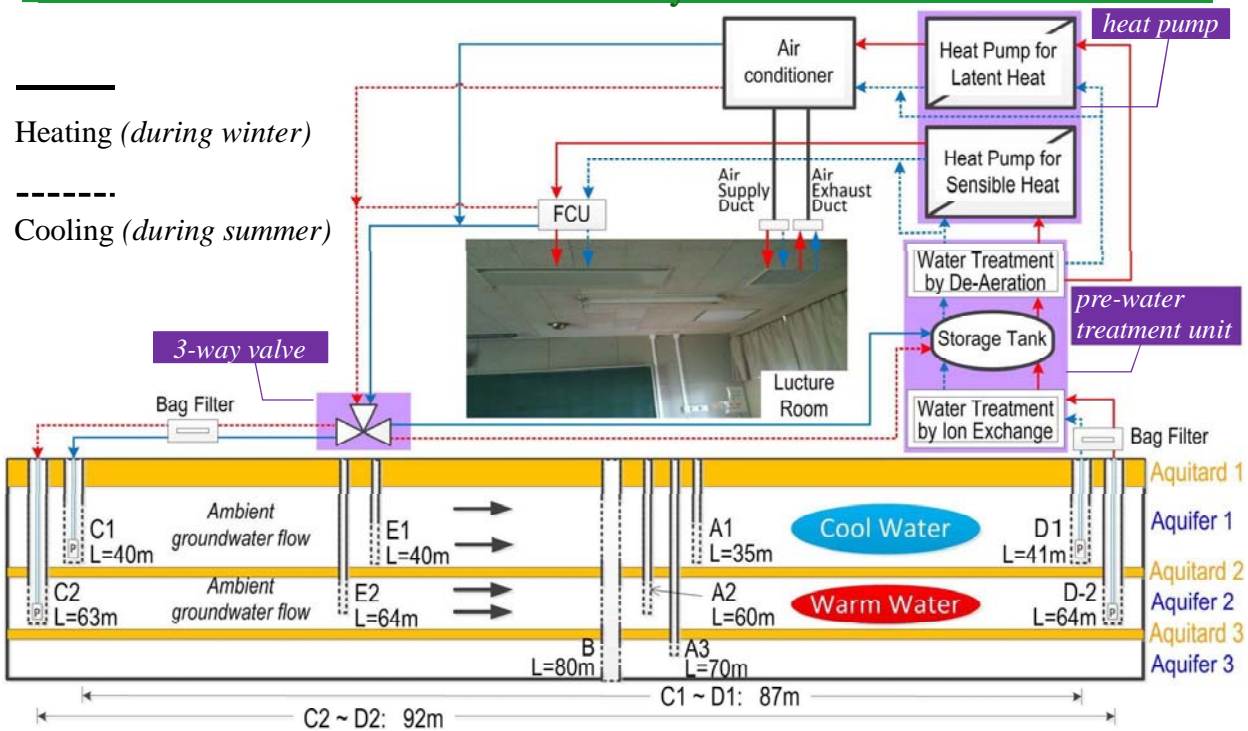 heat pump
Air
conditioner
Heat Pump for
Latent Heat
Heating (during winter)
Cooling (during summer)
Heat Pump for
Sensible Heat
Air
Supply
Duct
Air
Exhaust
Duct
FCU
Water Treatment
by De-Aeration
pre-water
treatment unit
3-way valve
Storage Tank
Lucture
Room
Bag Filter
Water Treatment
by Ion Exchange
Bag Filter
Aquitard 1
Aquifer 1
Aquitard 2
Aquifer 2
Aquitard 3
Aquifer 3
Ambient
groundwater flow
C1
L=40m
P
E1
L=40m
A1
L=35m
Cool Water
D1
L=41m
P
Ambient
groundwater flow
C2
L=63m
P
E2
L=64m
A2
L=60m
Warm Water
D-2
L=64m
P
B
L=80m
A3
L=70m
C1 ~ D1: 87m
C2 ~ D2: 92m